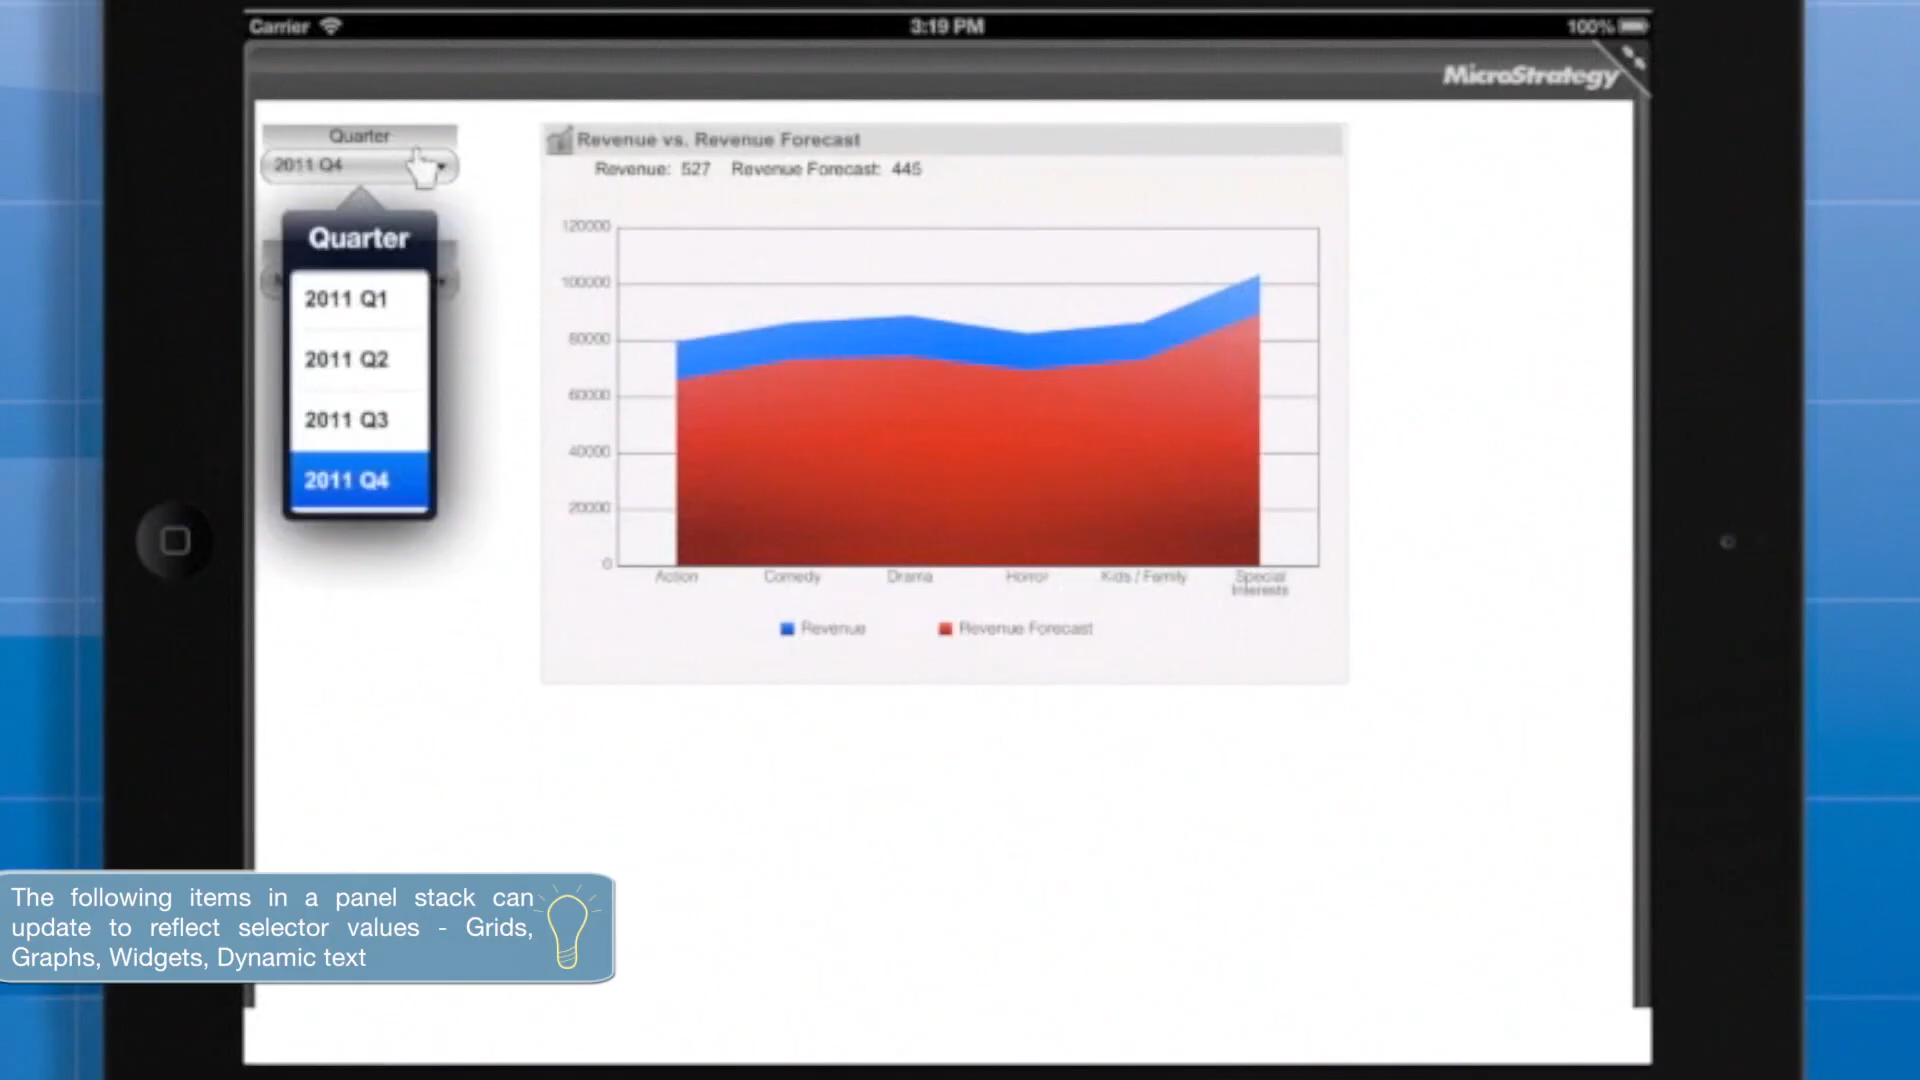 Carrier
3:19 PM
100%
MicroStrategy
Quarter
2011 Q4
Quarter
2011 Q1
2011 Q2
2011 Q3
2011 Q4
Revenue vs. Revenue Forecast
Revenue: 527 Revenue Forecast: 445
120000
100000
80000
60000
40000
20000
0
Action
Comedy
Drama
Horror
Kids / Family
Special
Interests
Revenue
Revenue Forecast
The following items in a panel stack can
update to reflect selector values - Grids,
Graphs, Widgets, Dynamic text